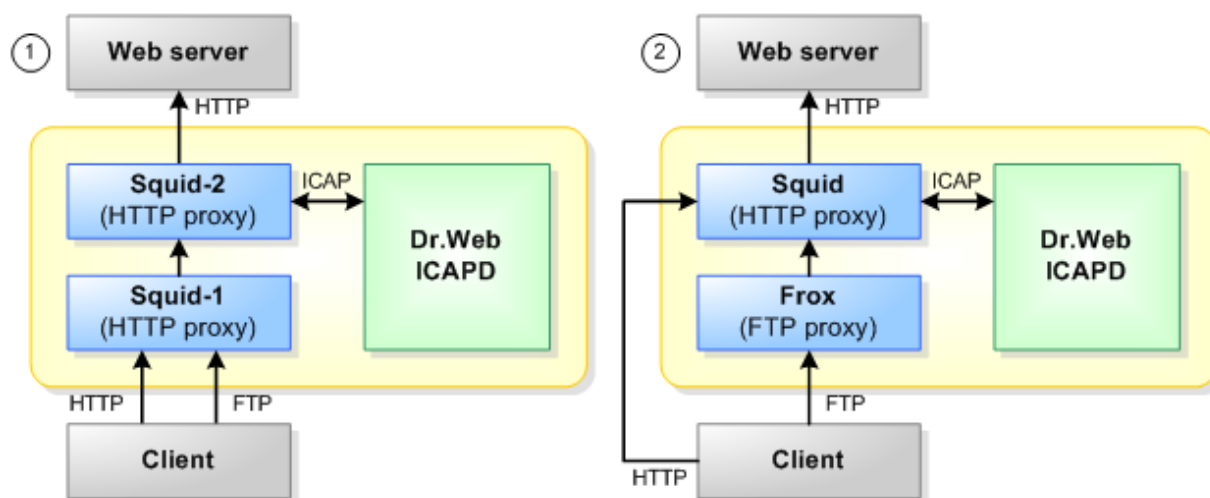 1
Web server
HTTP
Squid-2
(HTTP proxy)
ICAP
Dr.Web
ICAPD
Squid-1
(HTTP proxy)
HTTP
FTP
Client
2
Web server
HTTP
Squid
(HTTP proxy)
ICAP
Dr.Web
ICAPD
Frox
(FTP proxy)
FTP
HTTP
Client